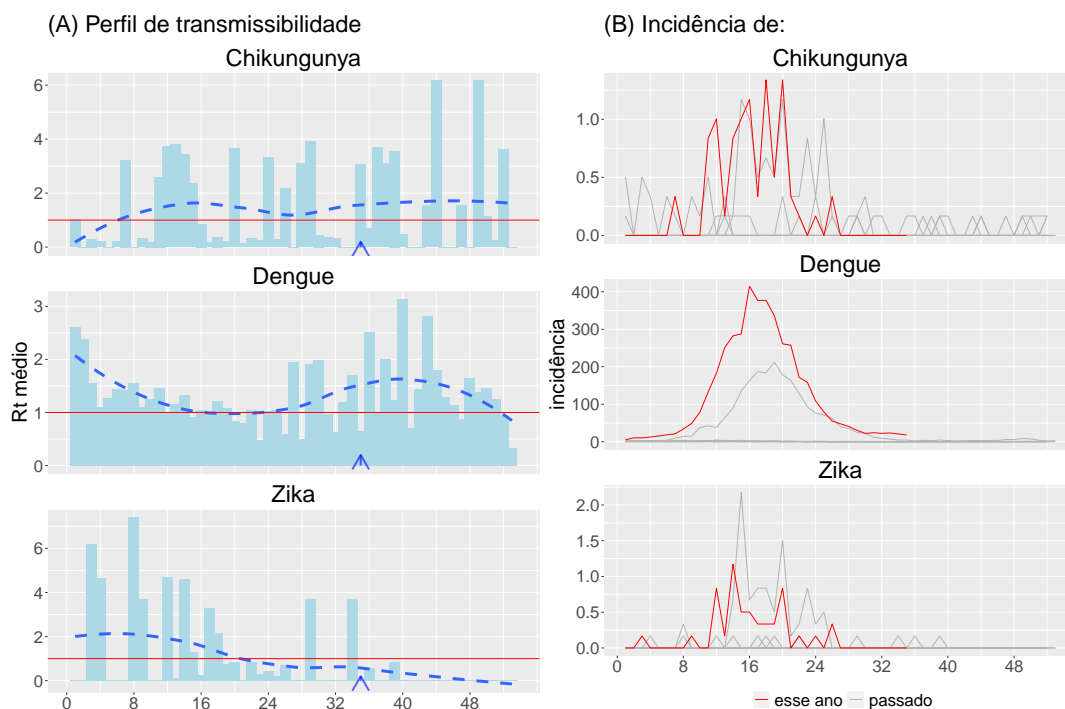 (A) Perfil de transmissibilidade
Chikungunya
6
4
2
0
Dengue
3
2
1
0
Rt médio
Zika
6
4
2
0
0 8 16 24 32 40 48
(B) Incidência de:
Chikungunya
1.0
0.5
0.0
Dengue
400
300
200
100
0
incidência
Zika
2.0
1.5
1.0
0.5
0.0
0 8 16 24 32 40 48
esse ano passado